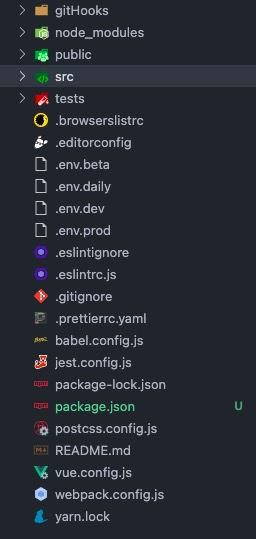 gitHooks
node_modules
public
src
tests
.browserslistrc
.editorconfig
.env.beta
.env.daily
.env.dev
.env.prod
.eslintignore
.eslintrc.js
.gitignore
.prettierrc.yaml
babel.config.js
jest.config.js
package-lock.json
package.json U
postcss.config.js
README.md
vue.config.js
webpack.config.js
yarn.lock